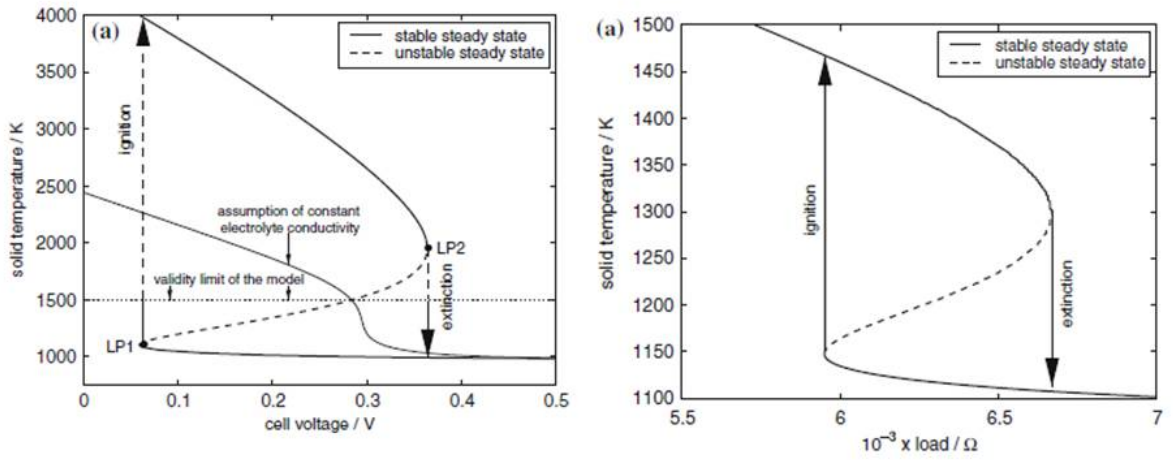 (a)
stable steady state
unstable steady state
4000
3500
3000
2500
2000
1500
1000
solid temperature / K
ignition
assumption of constant
electrolyte conductivity
validity limit of the model
LP1
LP2
extinction
0
0.1
0.2
0.3
0.4
0.5
cell voltage / V
(a)
stable steady state
unstable steady state
1500
1450
1400
1350
1300
1250
1200
1150
1100
solid temperature / K
ignition
extinction
5.5
6
6.5
7
10⁻³ x load / Ω